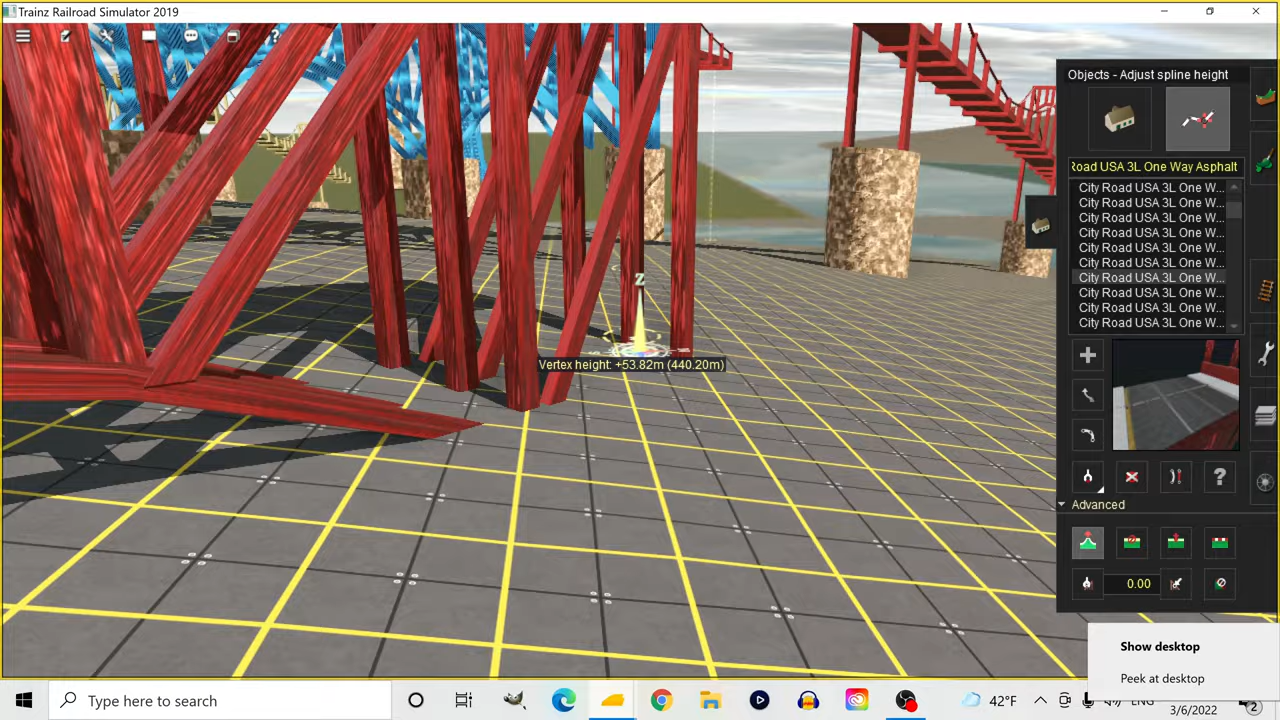 Trainz Railroad Simulator 2019
Objects - Adjust spline height
Road USA 3L One Way Asphalt
City Road USA 3L One W...
City Road USA 3L One W...
City Road USA 3L One W...
City Road USA 3L One W...
City Road USA 3L One W...
City Road USA 3L One W...
City Road USA 3L One W...
City Road USA 3L One W...
City Road USA 3L One W...
City Road USA 3L One W...
Z
Vertex height: +53.82m (440.20m)
Advanced
0.00
Show desktop
Peek at desktop
Type here to search
42°F
ENG
3/6/2022
2